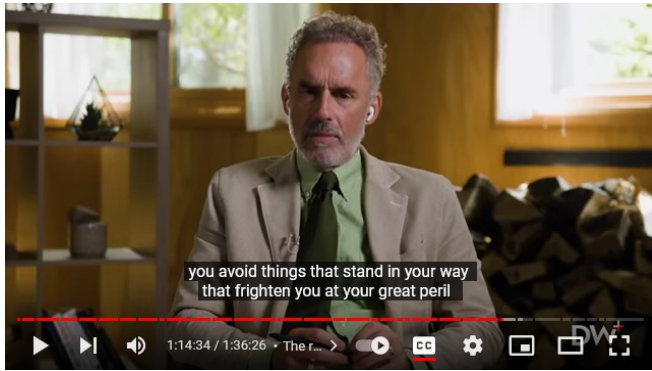 you avoid things that stand in your way
that frighten you at your great peril
DW+
1:14:34 / 1:36:26 • The r... >
CC